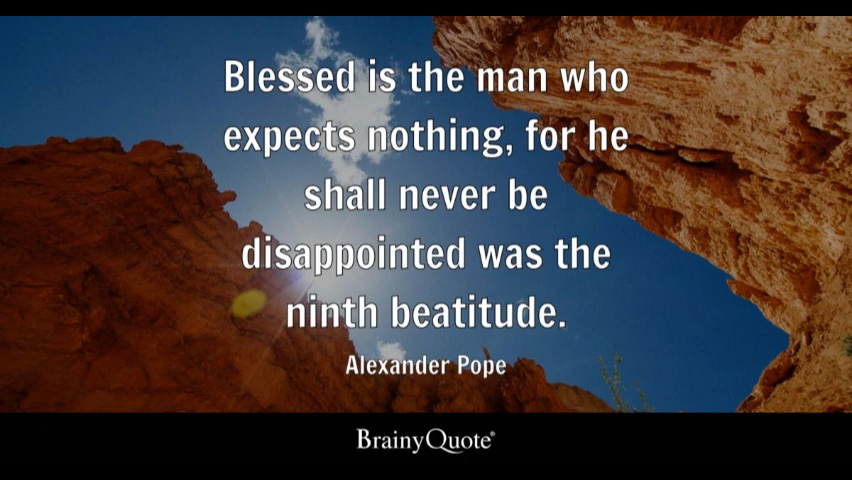 Blessed is the man who
expects nothing, for he
shall never be
disappointed was the
ninth beatitude.
Alexander Pope
BrainyQuote®